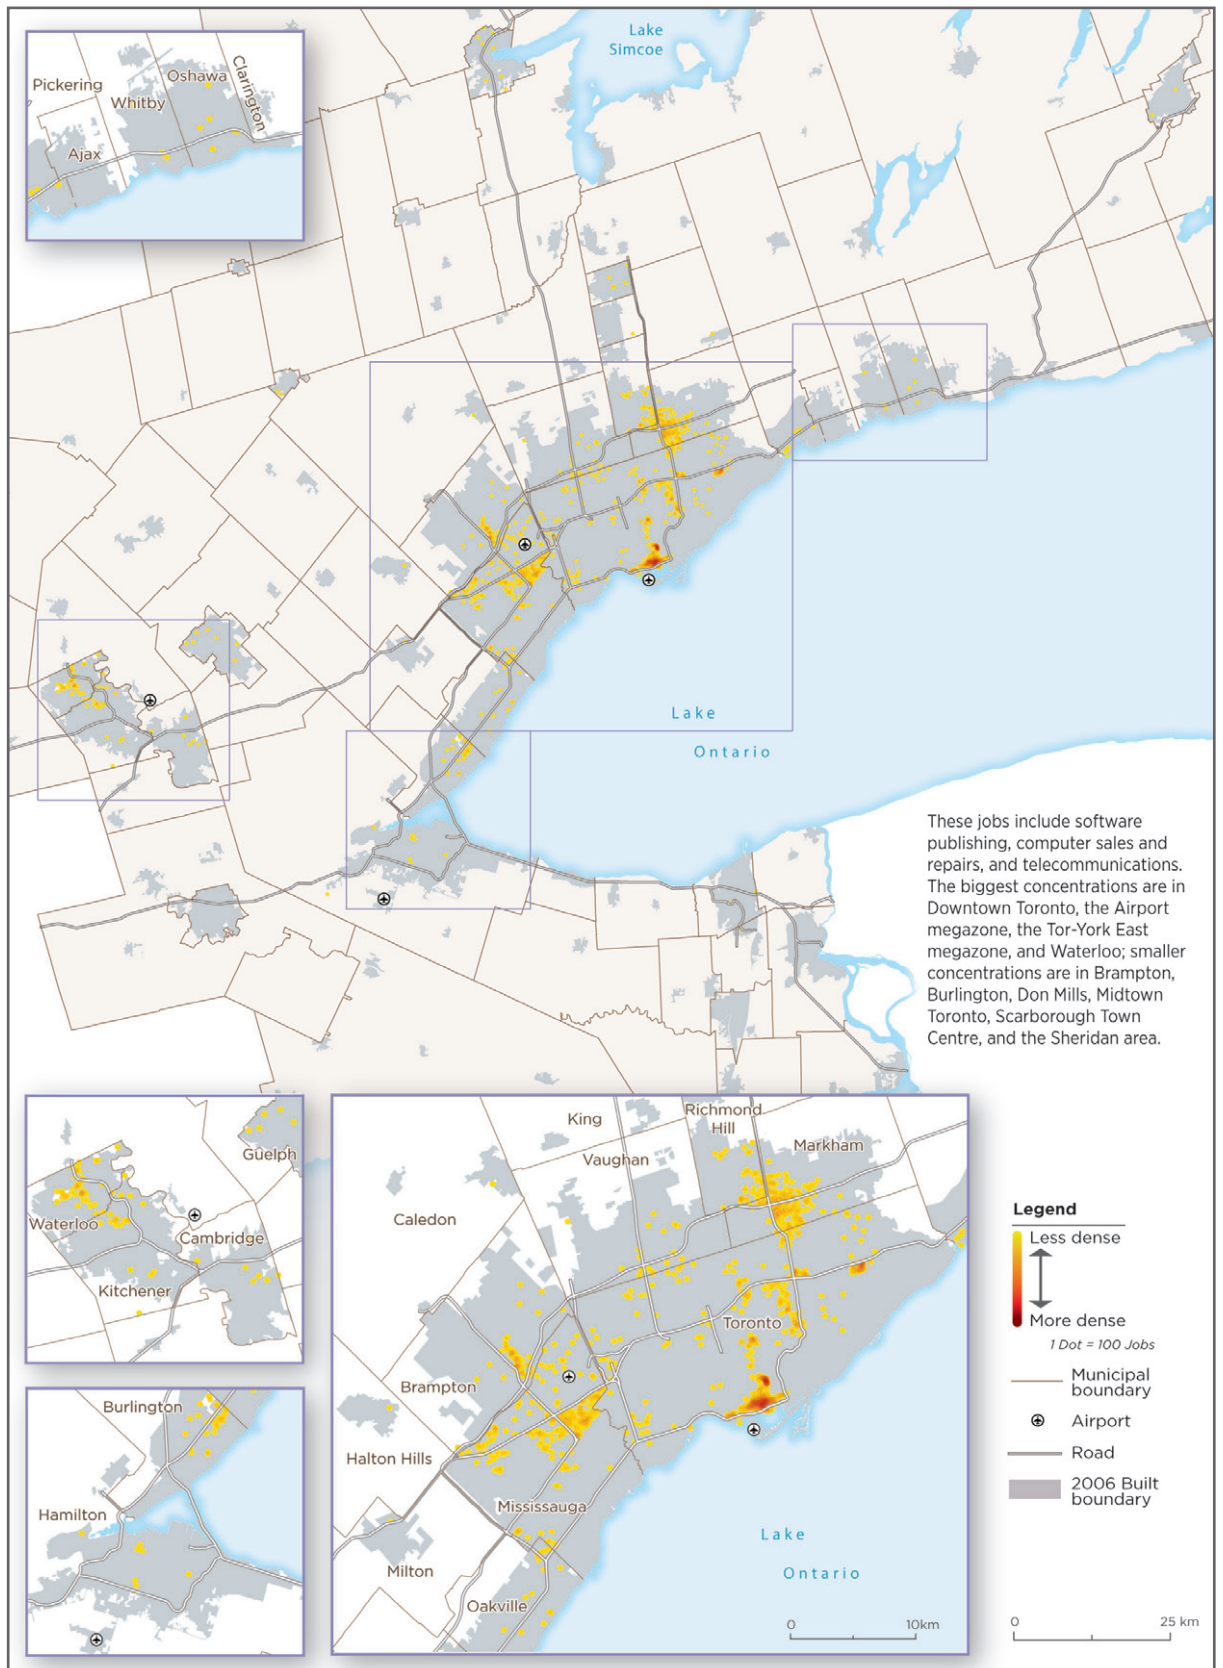 Lake
Simcoe
Pickering
Whitby
Oshawa
Clarington
Ajax
Lake
Ontario
These jobs include software
publishing, computer sales and
repairs, and telecommunications.
The biggest concentrations are in
Downtown Toronto, the Airport
megazone, the Tor-York East
megazone, and Waterloo; smaller
concentrations are in Brampton,
Burlington, Don Mills, Midtown
Toronto, Scarborough Town
Centre, and the Sheridan area.
Guelph
Waterloo
Cambridge
Kitchener
Burlington
Hamilton
King
Richmond
Hill
Vaughan
Markham
Caledon
Toronto
Brampton
Halton Hills
Mississauga
Milton
Oakville
Lake
Ontario
0 10km
Legend
Less dense
More dense
1 Dot = 100 Jobs
Municipal
boundary
Airport
Road
2006 Built
boundary
0 25 km